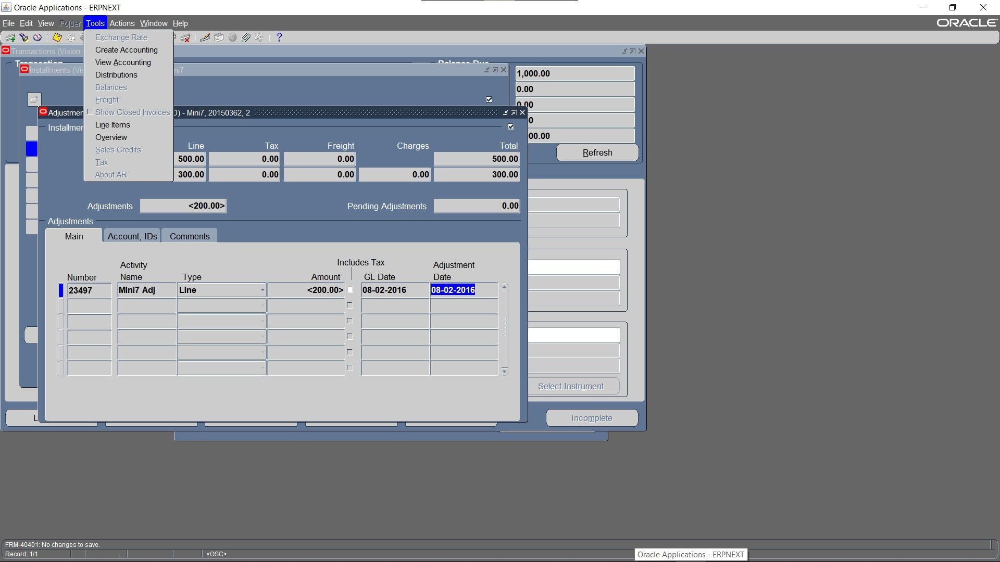 Oracle Applications - ERPNEXT
File Edit View Folder Tools Actions Window Help
ORACLE
Exchange Rate
Create Accounting
View Accounting
Distributions
Balances
Freight
Show Closed Invoices
Line Items
Overview
Sales Credits
Tax
About AR
Transactions (Vision
Transaction
Balance Due
Installments (Vis
ni7
1,000.00
0.00
0.00
00.00
Refresh
) - Mini7, 20150362, 2
Line Tax Freight Charges Total
500.00 0.00 0.00 500.00
300.00 0.00 0.00 0.00 300.00
Adjustments <200.00> Pending Adjustments 0.00
Adjustments
Main Account, IDs Comments
Includes Tax
Activity Adjustment
Number Name Type Amount GL Date Date
23497 Mini7 Adj Line <200.00> 08-02-2016 08-02-2016
Select Instrument
Incomplete
FRM-40401: No changes to save.
Record: 1/1 ... <OSC>
Oracle Applications - ERPNEXT